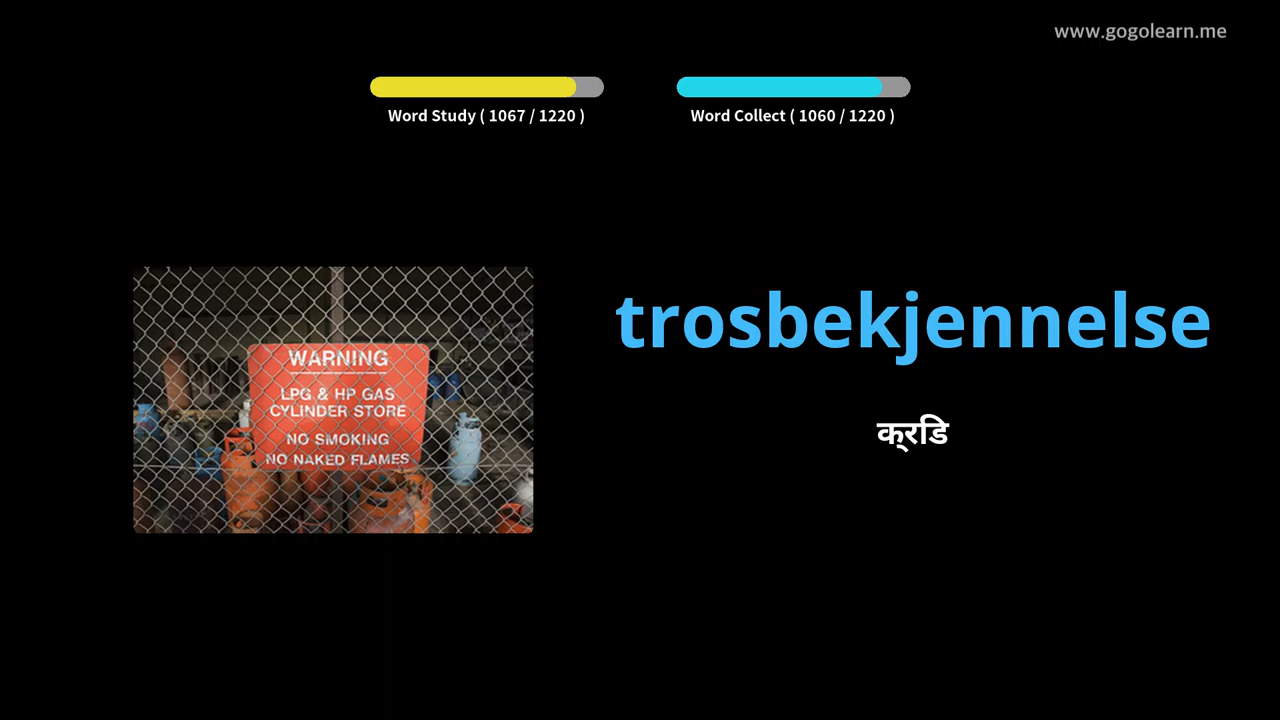 www.gogolearn.me
Word Study ( 1067 / 1220 )
Word Collect ( 1060 / 1220 )
WARNING
LPG & HP GAS
CYLINDER STORE
NO SMOKING
NO NAKED FLAMES
trosbekjennelse
क्रडि